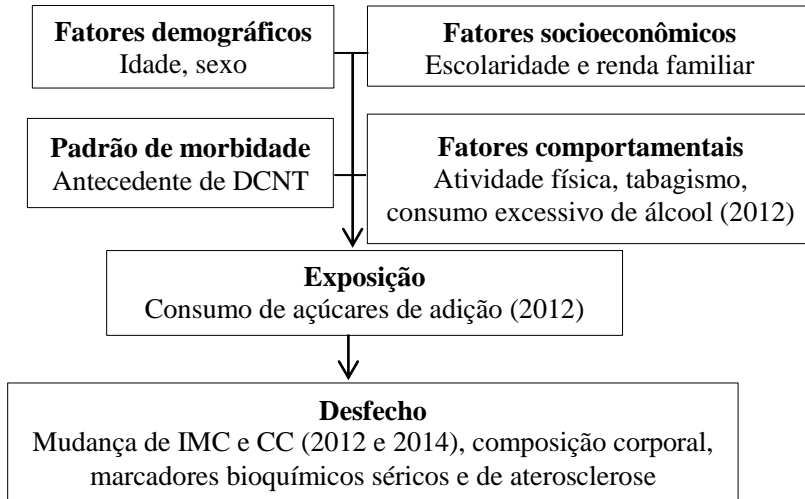 Fatores demográficos
Idade, sexo
Fatores socioeconômicos
Escolaridade e renda familiar
Padrão de morbidade
Antecedente de DCNT
Fatores comportamentais
Atividade física, tabagismo,
consumo excessivo de álcool (2012)
Exposição
Consumo de açúcares de adição (2012)
Desfecho
Mudança de IMC e CC (2012 e 2014), composição corporal,
marcadores bioquímicos séricos e de aterosclerose